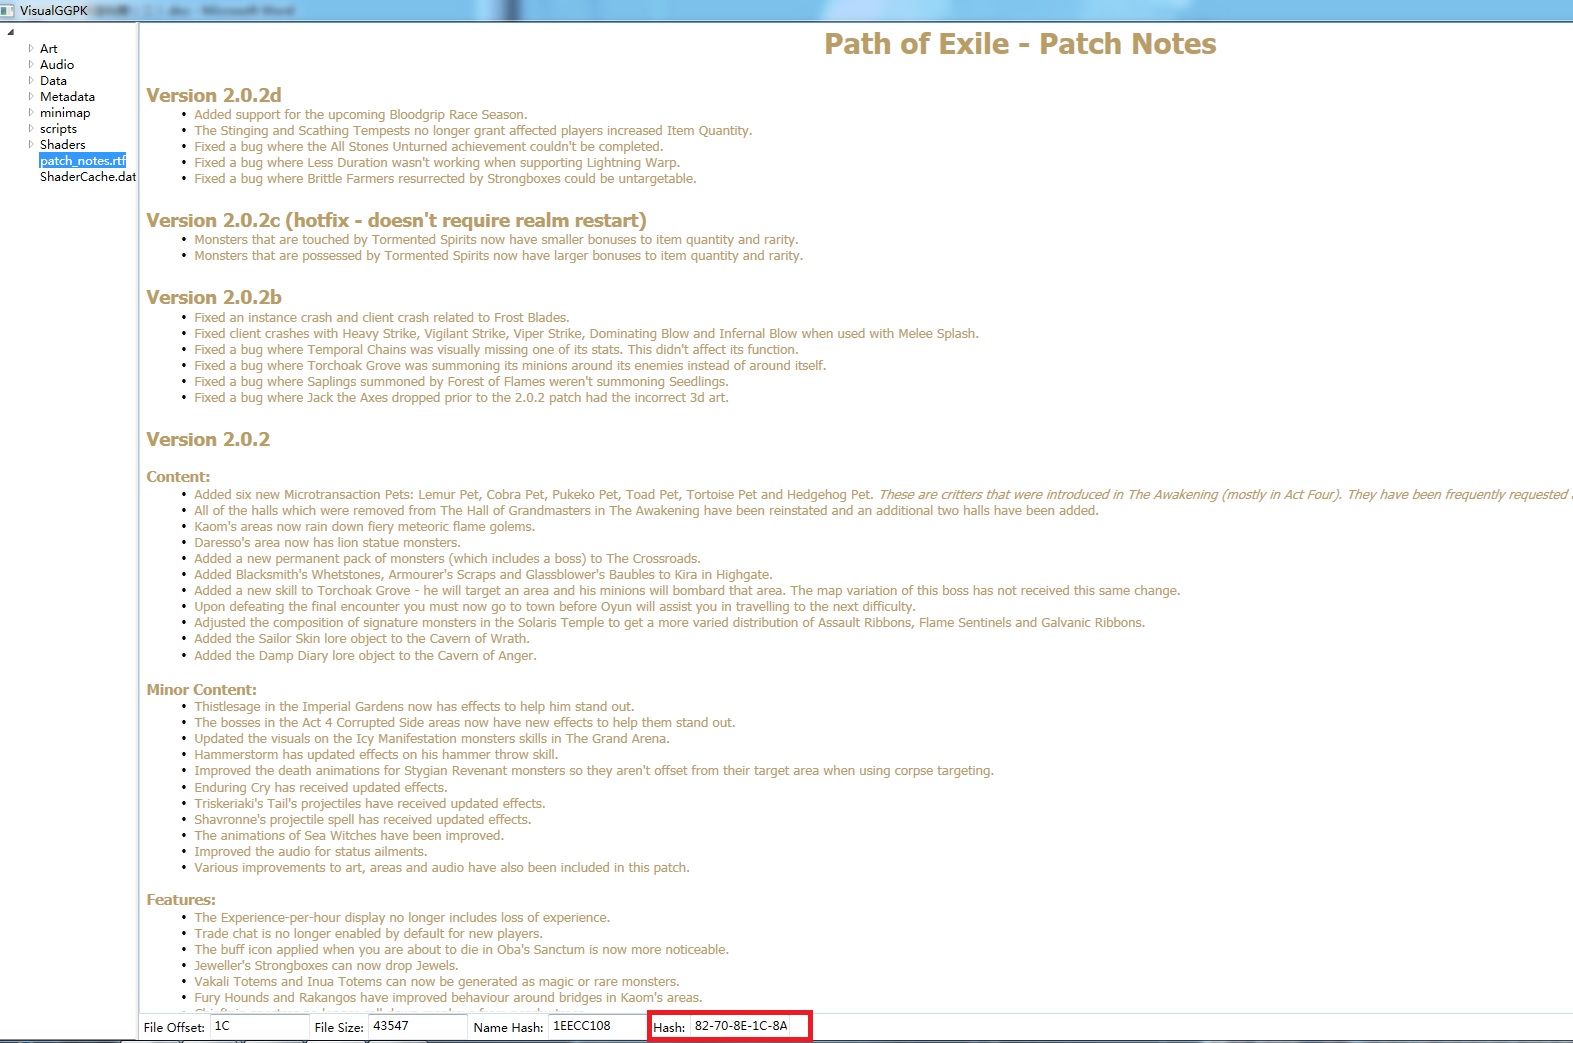 VisualGGPK
Microsoft Word
Art
Audio
Data
Metadata
minimap
scripts
Shaders
patch_notes.rtf
ShaderCache.dat
Path of Exile - Patch Notes
Version 2.0.2d
• Added support for the upcoming Bloodgrip Race Season.
• The Stinging and Scathing Tempests no longer grant affected players increased Item Quantity.
• Fixed a bug where the All Stones Unturned achievement couldn't be completed.
• Fixed a bug where Less Duration wasn't working when supporting Lightning Warp.
• Fixed a bug where Brittle Farmers resurrected by Strongboxes could be untargetable.
Version 2.0.2c (hotfix - doesn't require realm restart)
• Monsters that are touched by Tormented Spirits now have smaller bonuses to item quantity and rarity.
• Monsters that are possessed by Tormented Spirits now have larger bonuses to item quantity and rarity.
Version 2.0.2b
• Fixed an instance crash and client crash related to Frost Blades.
• Fixed client crashes with Heavy Strike, Vigilant Strike, Viper Strike, Dominating Blow and Infernal Blow when used with Melee Splash.
• Fixed a bug where Temporal Chains was visually missing one of its stats. This didn't affect its function.
• Fixed a bug where Torchoak Grove was summoning its minions around its enemies instead of around itself.
• Fixed a bug where Saplings summoned by Forest of Flames weren't summoning Seedlings.
• Fixed a bug where Jack the Axes dropped prior to the 2.0.2 patch had the incorrect 3d art.
Version 2.0.2
Content:
• Added six new Microtransaction Pets: Lemur Pet, Cobra Pet, Pukeko Pet, Toad Pet, Tortoise Pet and Hedgehog Pet. These are critters that were introduced in The Awakening (mostly in Act Four). They have been frequently requested
• All of the halls which were removed from The Hall of Grandmasters in The Awakening have been reinstated and an additional two halls have been added.
• Kaom's areas now rain down fiery meteoric flame golems.
• Daresso's area now has lion statue monsters.
• Added a new permanent pack of monsters (which includes a boss) to The Crossroads.
• Added Blacksmith's Whetstones, Armourer's Scraps and Glassblower's Baubles to Kira in Highgate.
• Added a new skill to Torchoak Grove - he will target an area and his minions will bombard that area. The map variation of this boss has not received this same change.
• Upon defeating the final encounter you must now go to town before Oyun will assist you in travelling to the next difficulty.
• Adjusted the composition of signature monsters in the Solaris Temple to get a more varied distribution of Assault Ribbons, Flame Sentinels and Galvanic Ribbons.
• Added the Sailor Skin lore object to the Cavern of Wrath.
• Added the Damp Diary lore object to the Cavern of Anger.
Minor Content:
• Thistlesage in the Imperial Gardens now has effects to help him stand out.
• The bosses in the Act 4 Corrupted Side areas now have new effects to help them stand out.
• Updated the visuals on the Icy Manifestation monsters skills in The Grand Arena.
• Hammerstorm has updated effects on his hammer throw skill.
• Improved the death animations for Stygian Revenant monsters so they aren't offset from their target area when using corpse targeting.
• Enduring Cry has received updated effects.
• Triskeriaki's Tail's projectiles have received updated effects.
• Shavronne's projectile spell has received updated effects.
• The animations of Sea Witches have been improved.
• Improved the audio for status ailments.
• Various improvements to art, areas and audio have also been included in this patch.
Features:
• The Experience-per-hour display no longer includes loss of experience.
• Trade chat is no longer enabled by default for new players.
• The buff icon applied when you are about to die in Oba's Sanctum is now more noticeable.
• Jeweller's Strongboxes can now drop Jewels.
• Vakali Totems and Inua Totems can now be generated as magic or rare monsters.
• Fury Hounds and Rakangos have improved behaviour around bridges in Kaom's areas.
File Offset: 1C File Size: 43547 Name Hash: 1EECC108 Hash: 82-70-8E-1C-8A